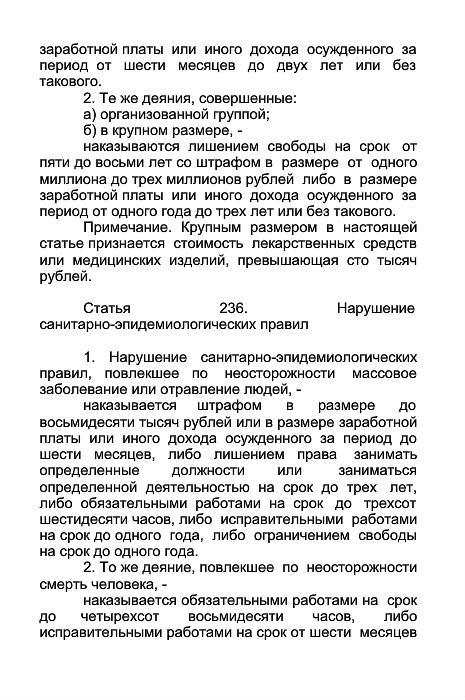 заработной платы или иного дохода осужденного за
период от шести месяцев до двух лет или без
такового.
2. Те же деяния, совершенные:
а) организованной группой;
б) в крупном размере, -
наказываются лишением свободы на срок от
пяти до восьми лет со штрафом в размере от одного
миллиона до трех миллионов рублей либо в размере
заработной платы или иного дохода осужденного за
период от одного года до трех лет или без такового.
Примечание. Крупным размером в настоящей
статье признается стоимость лекарственных средств
или медицинских изделий, превышающая сто тысяч
рублей.
Статья 236. Нарушение
санитарно-эпидемиологических правил
1. Нарушение санитарно-эпидемиологических
правил, повлекшее по неосторожности массовое
заболевание или отравление людей, -
наказывается штрафом в размере до
восьмидесяти тысяч рублей или в размере заработной
платы или иного дохода осужденного за период до
шести месяцев, либо лишением права занимать
определенные должности или заниматься
определенной деятельностью на срок до трех лет,
либо обязательными работами на срок до трехсот
шестидесяти часов, либо исправительными работами
на срок до одного года, либо ограничением свободы
на срок до одного года.
2. То же деяние, повлекшее по неосторожности
смерть человека, -
наказывается обязательными работами на срок
до четырехсот восьмидесяти часов, либо
исправительными работами на срок от шести месяцев